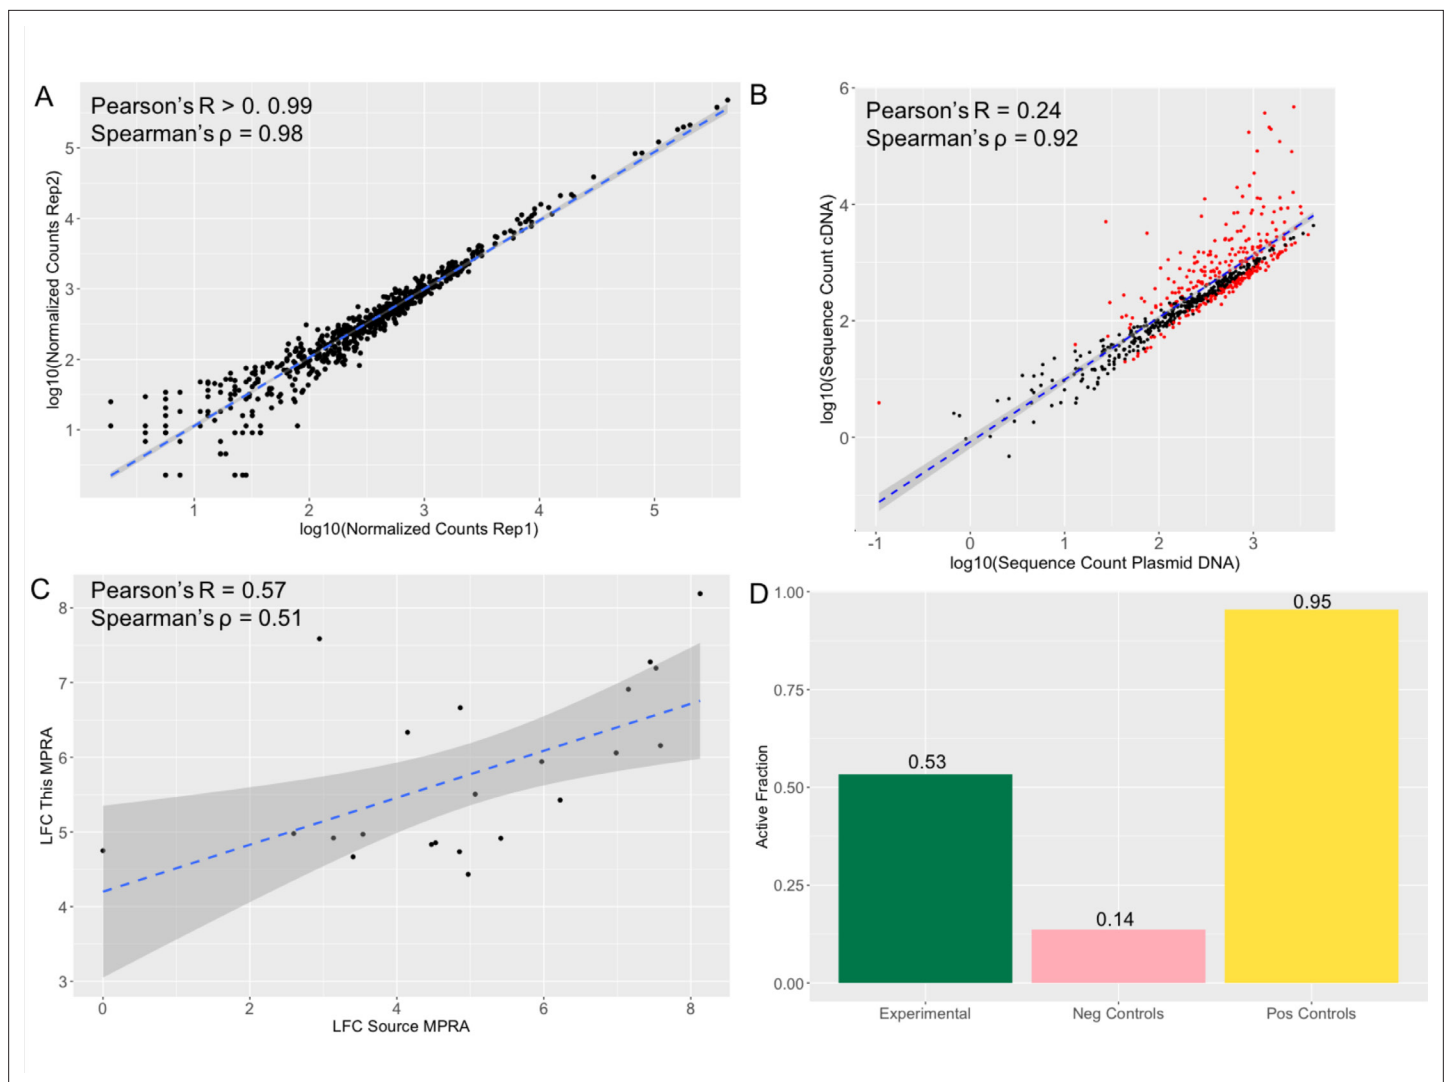 A
Pearson's R > 0. 0.99
Spearman's ρ = 0.98
log10(Normalized Counts Rep2)
5
4
3
2
1
1 2 3 4 5
log10(Normalized Counts Rep1)
B
Pearson's R = 0.24
Spearman's ρ = 0.92
log10(Sequence Count cDNA)
6
4
2
0
-1 0 1 2 3
log10(Sequence Count Plasmid DNA)
C
Pearson's R = 0.57
Spearman's ρ = 0.51
LFC This MPRA
8
7
6
5
4
3
0 2 4 6 8
LFC Source MPRA
D
Active Fraction
1.00
0.75
0.50
0.25
0.00
0.53
0.14
0.95
Experimental Neg Controls Pos Controls